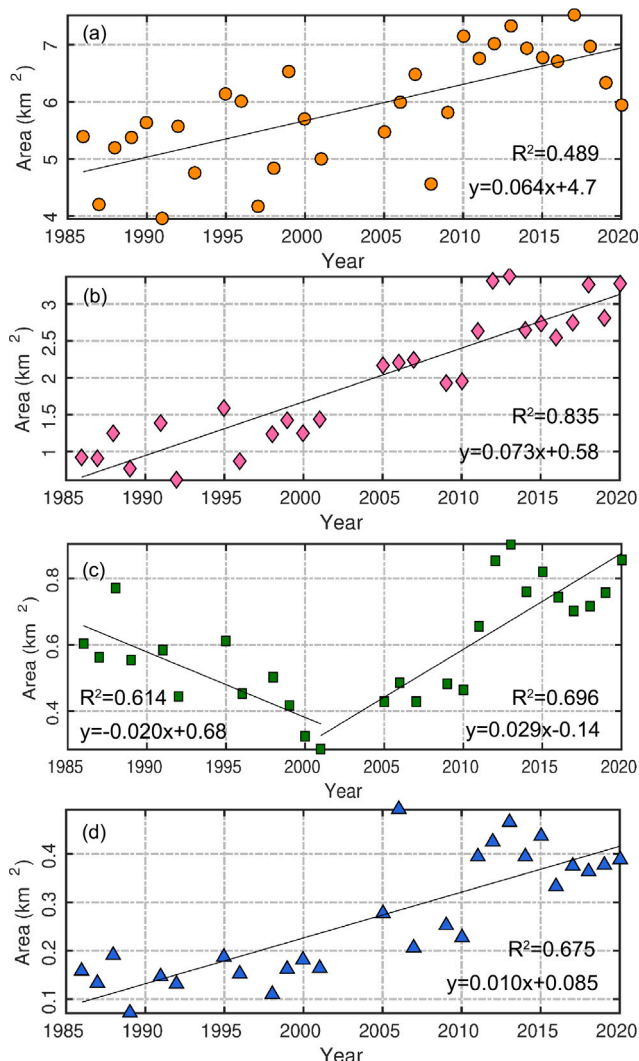 (a)
7
6
5
4
Area (km ²)
R²=0.489
y=0.064x+4.7
1985 1990 1995 2000 2005 2010 2015 2020
Year
(b)
3
2.5
2
1.5
1
Area (km ²)
R²=0.835
y=0.073x+0.58
1985 1990 1995 2000 2005 2010 2015 2020
Year
(c)
0.8
0.6
0.4
Area (km ²)
R²=0.614 R²=0.696
y=-0.020x+0.68 y=0.029x-0.14
1985 1990 1995 2000 2005 2010 2015 2020
Year
(d)
0.4
0.3
0.2
0.1
Area (km ²)
R²=0.675
y=0.010x+0.085
1985 1990 1995 2000 2005 2010 2015 2020
Year